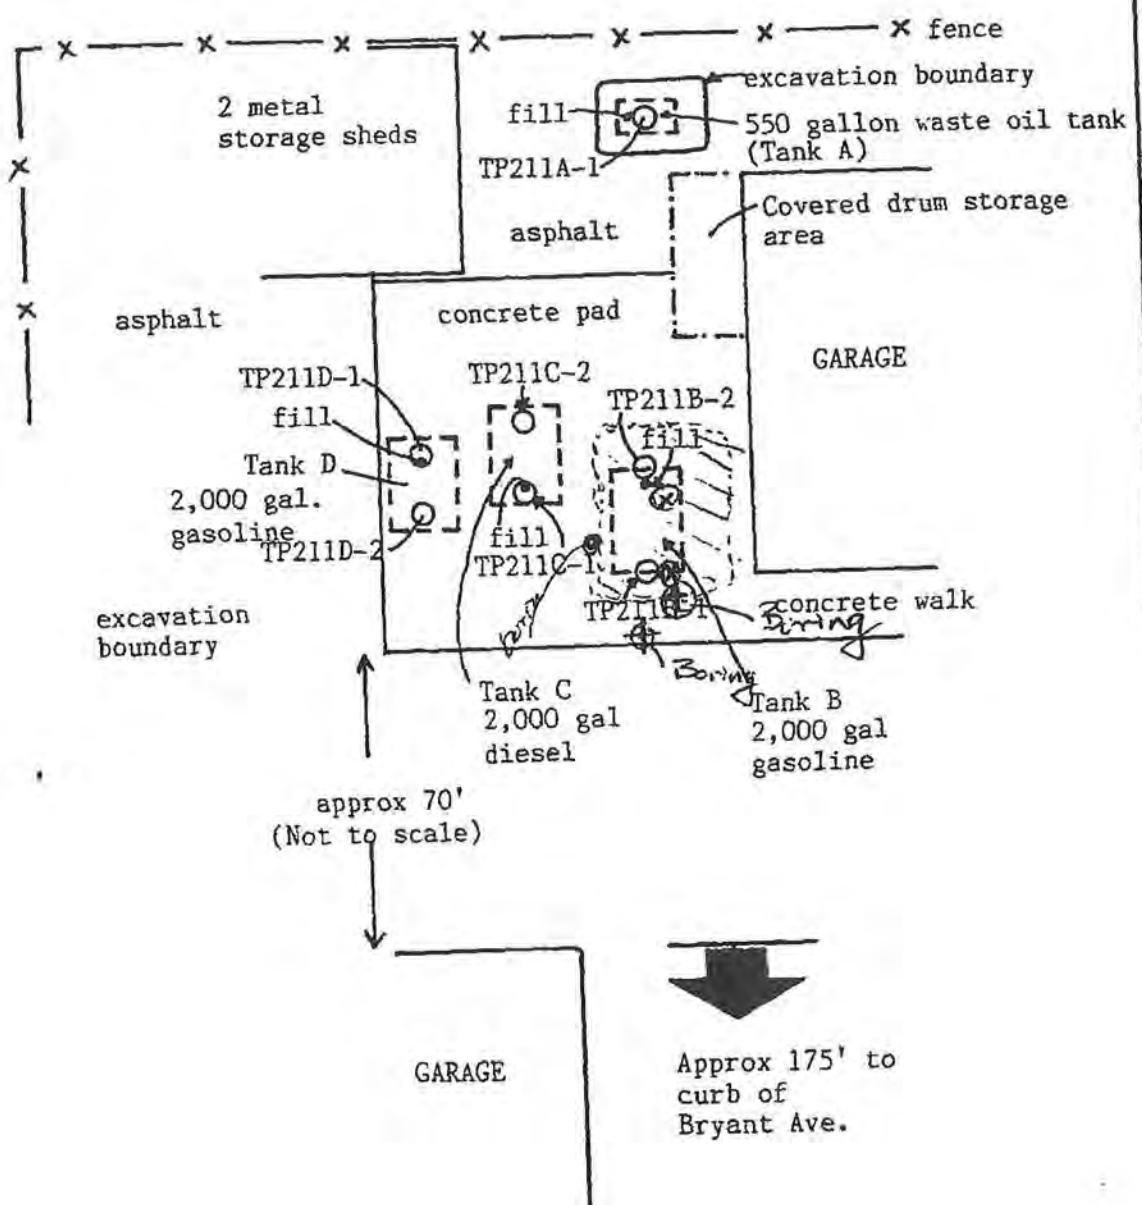 fence
excavation boundary
2 metal
storage sheds
fill
550 gallon waste oil tank
(Tank A)
TP211A-1
Covered drum storage
area
asphalt
asphalt
concrete pad
GARAGE
TP211D-1
TP211C-2
TP211B-2
fill
fill
Tank D
2,000 gal.
gasoline
TP211D-2
fill
TP211C-1
TP211B-1
concrete walk
Boring
excavation
boundary
Boring
Tank C
2,000 gal
diesel
Tank B
2,000 gal
gasoline
approx 70'
(Not to scale)
GARAGE
Approx 175' to
curb of
Bryant Ave.